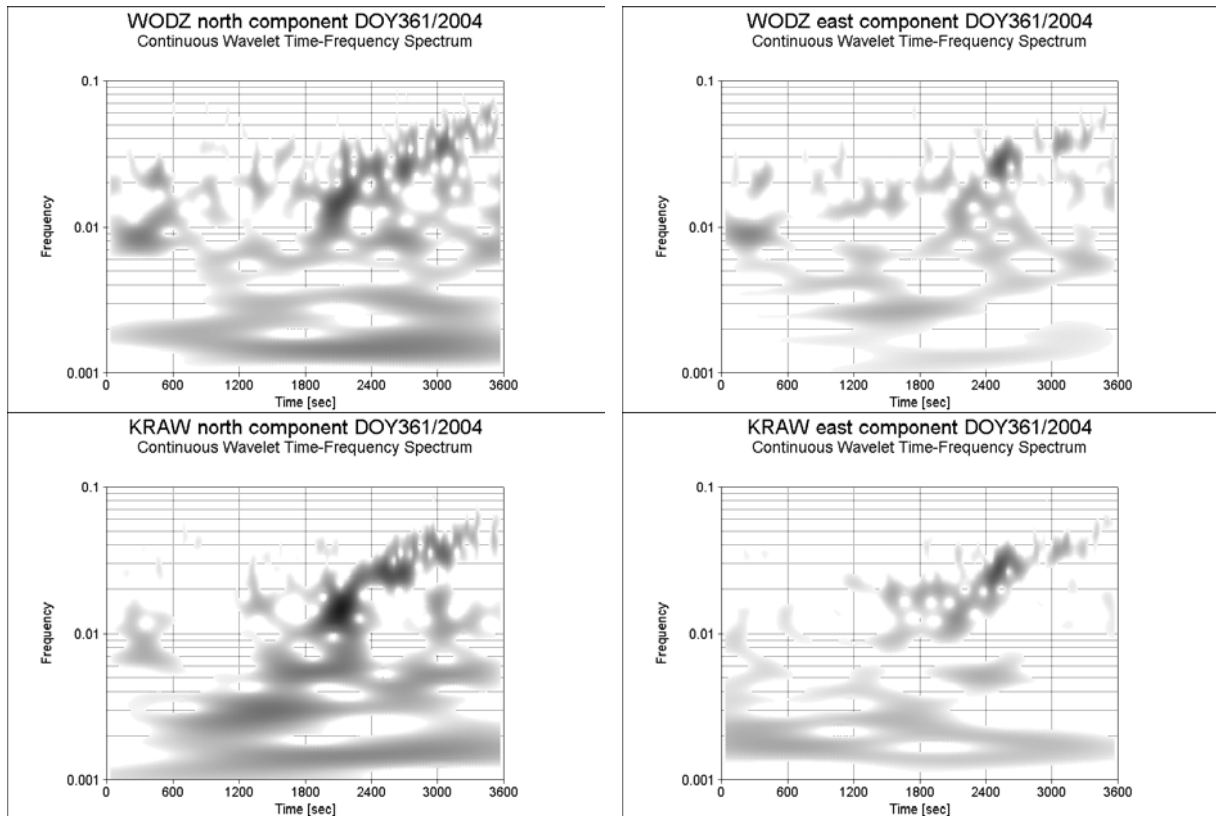 WODZ north component DOY361/2004
Continuous Wavelet Time-Frequency Spectrum
Frequency
0.1
0.01
0.001
0
600
1200
1800
2400
3000
3600
Time [sec]
WODZ east component DOY361/2004
Continuous Wavelet Time-Frequency Spectrum
Frequency
0.1
0.01
0.001
0
600
1200
1800
2400
3000
3600
Time [sec]
KRAW north component DOY361/2004
Continuous Wavelet Time-Frequency Spectrum
Frequency
0.1
0.01
0.001
0
600
1200
1800
2400
3000
3600
Time [sec]
KRAW east component DOY361/2004
Continuous Wavelet Time-Frequency Spectrum
Frequency
0.1
0.01
0.001
0
600
1200
1800
2400
3000
3600
Time [sec]